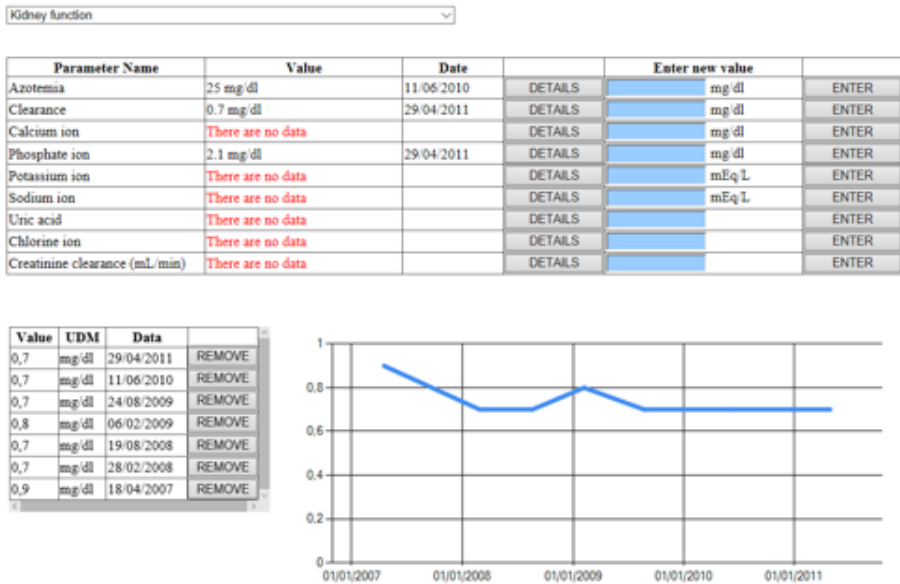 Kidney function
Parameter Name Value Date Enter new value
Azotemia 25 mg/dl 11/06/2010 DETAILS mg/dl ENTER
Clearance 0.7 mg/dl 29/04/2011 DETAILS mg/dl ENTER
Calcium ion There are no data DETAILS mg/dl ENTER
Phosphate ion 2.1 mg/dl 29/04/2011 DETAILS mg/dl ENTER
Potassium ion There are no data DETAILS mEq/L ENTER
Sodium ion There are no data DETAILS mEq/L ENTER
Uric acid There are no data DETAILS ENTER
Chlorine ion There are no data DETAILS ENTER
Creatinine clearance (mL/min) There are no data DETAILS ENTER
Value UDM Data
0,7 mg/dl 29/04/2011 REMOVE
0,7 mg/dl 11/06/2010 REMOVE
0,7 mg/dl 24/08/2009 REMOVE
0,8 mg/dl 06/02/2009 REMOVE
0,7 mg/dl 19/08/2008 REMOVE
0,7 mg/dl 28/02/2008 REMOVE
0,9 mg/dl 18/04/2007 REMOVE
1
0,8
0,6
0,4
0,2
0
01/01/2007 01/01/2008 01/01/2009 01/01/2010 01/01/2011